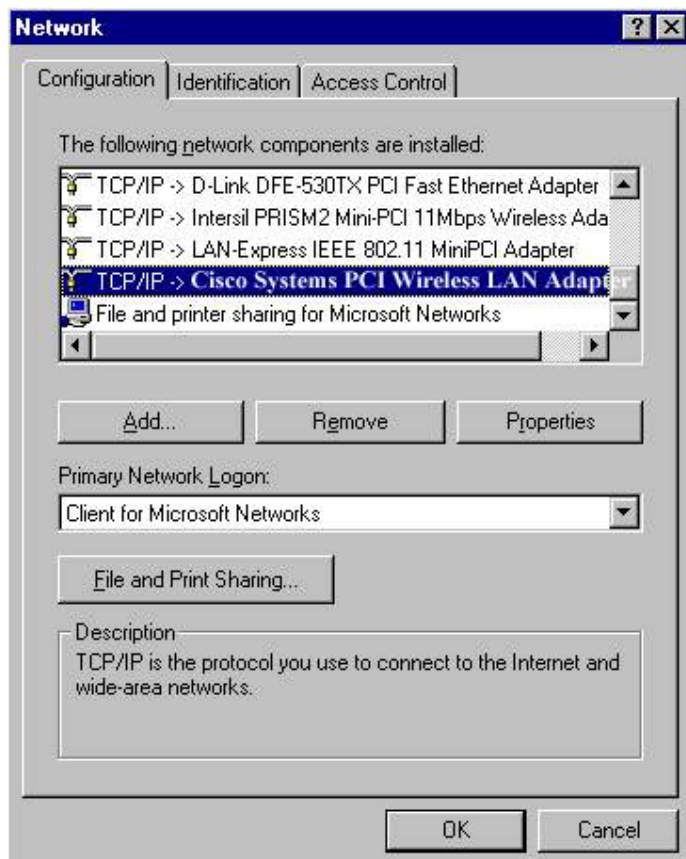 Network
Configuration Identification Access Control
The following network components are installed:
TCP/IP -> D-Link DFE-530TX PCI Fast Ethernet Adapter
TCP/IP -> Intersil PRISM2 Mini-PCI 11Mbps Wireless Ada
TCP/IP -> LAN-Express IEEE 802.11 MiniPCI Adapter
TCP/IP -> Cisco Systems PCI Wireless LAN Adapter
File and printer sharing for Microsoft Networks
Add... Remove Properties
Primary Network Logon:
Client for Microsoft Networks
File and Print Sharing...
Description
TCP/IP is the protocol you use to connect to the Internet and
wide-area networks.
OK Cancel